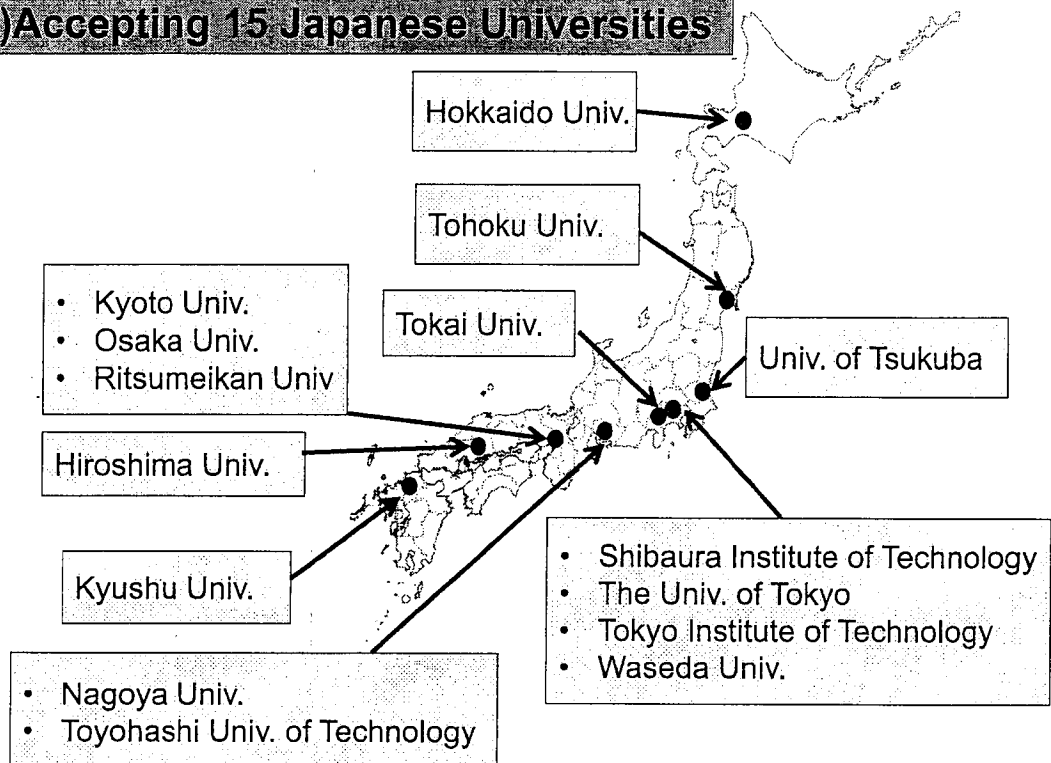 )Accepting 15 Japanese Universities
Hokkaido Univ.
Tohoku Univ.
• Kyoto Univ.
• Osaka Univ.
• Ritsumeikan Univ
Tokai Univ.
Univ. of Tsukuba
Hiroshima Univ.
Kyushu Univ.
• Shibaura Institute of Technology
• The Univ. of Tokyo
• Tokyo Institute of Technology
• Waseda Univ.
• Nagoya Univ.
• Toyohashi Univ. of Technology